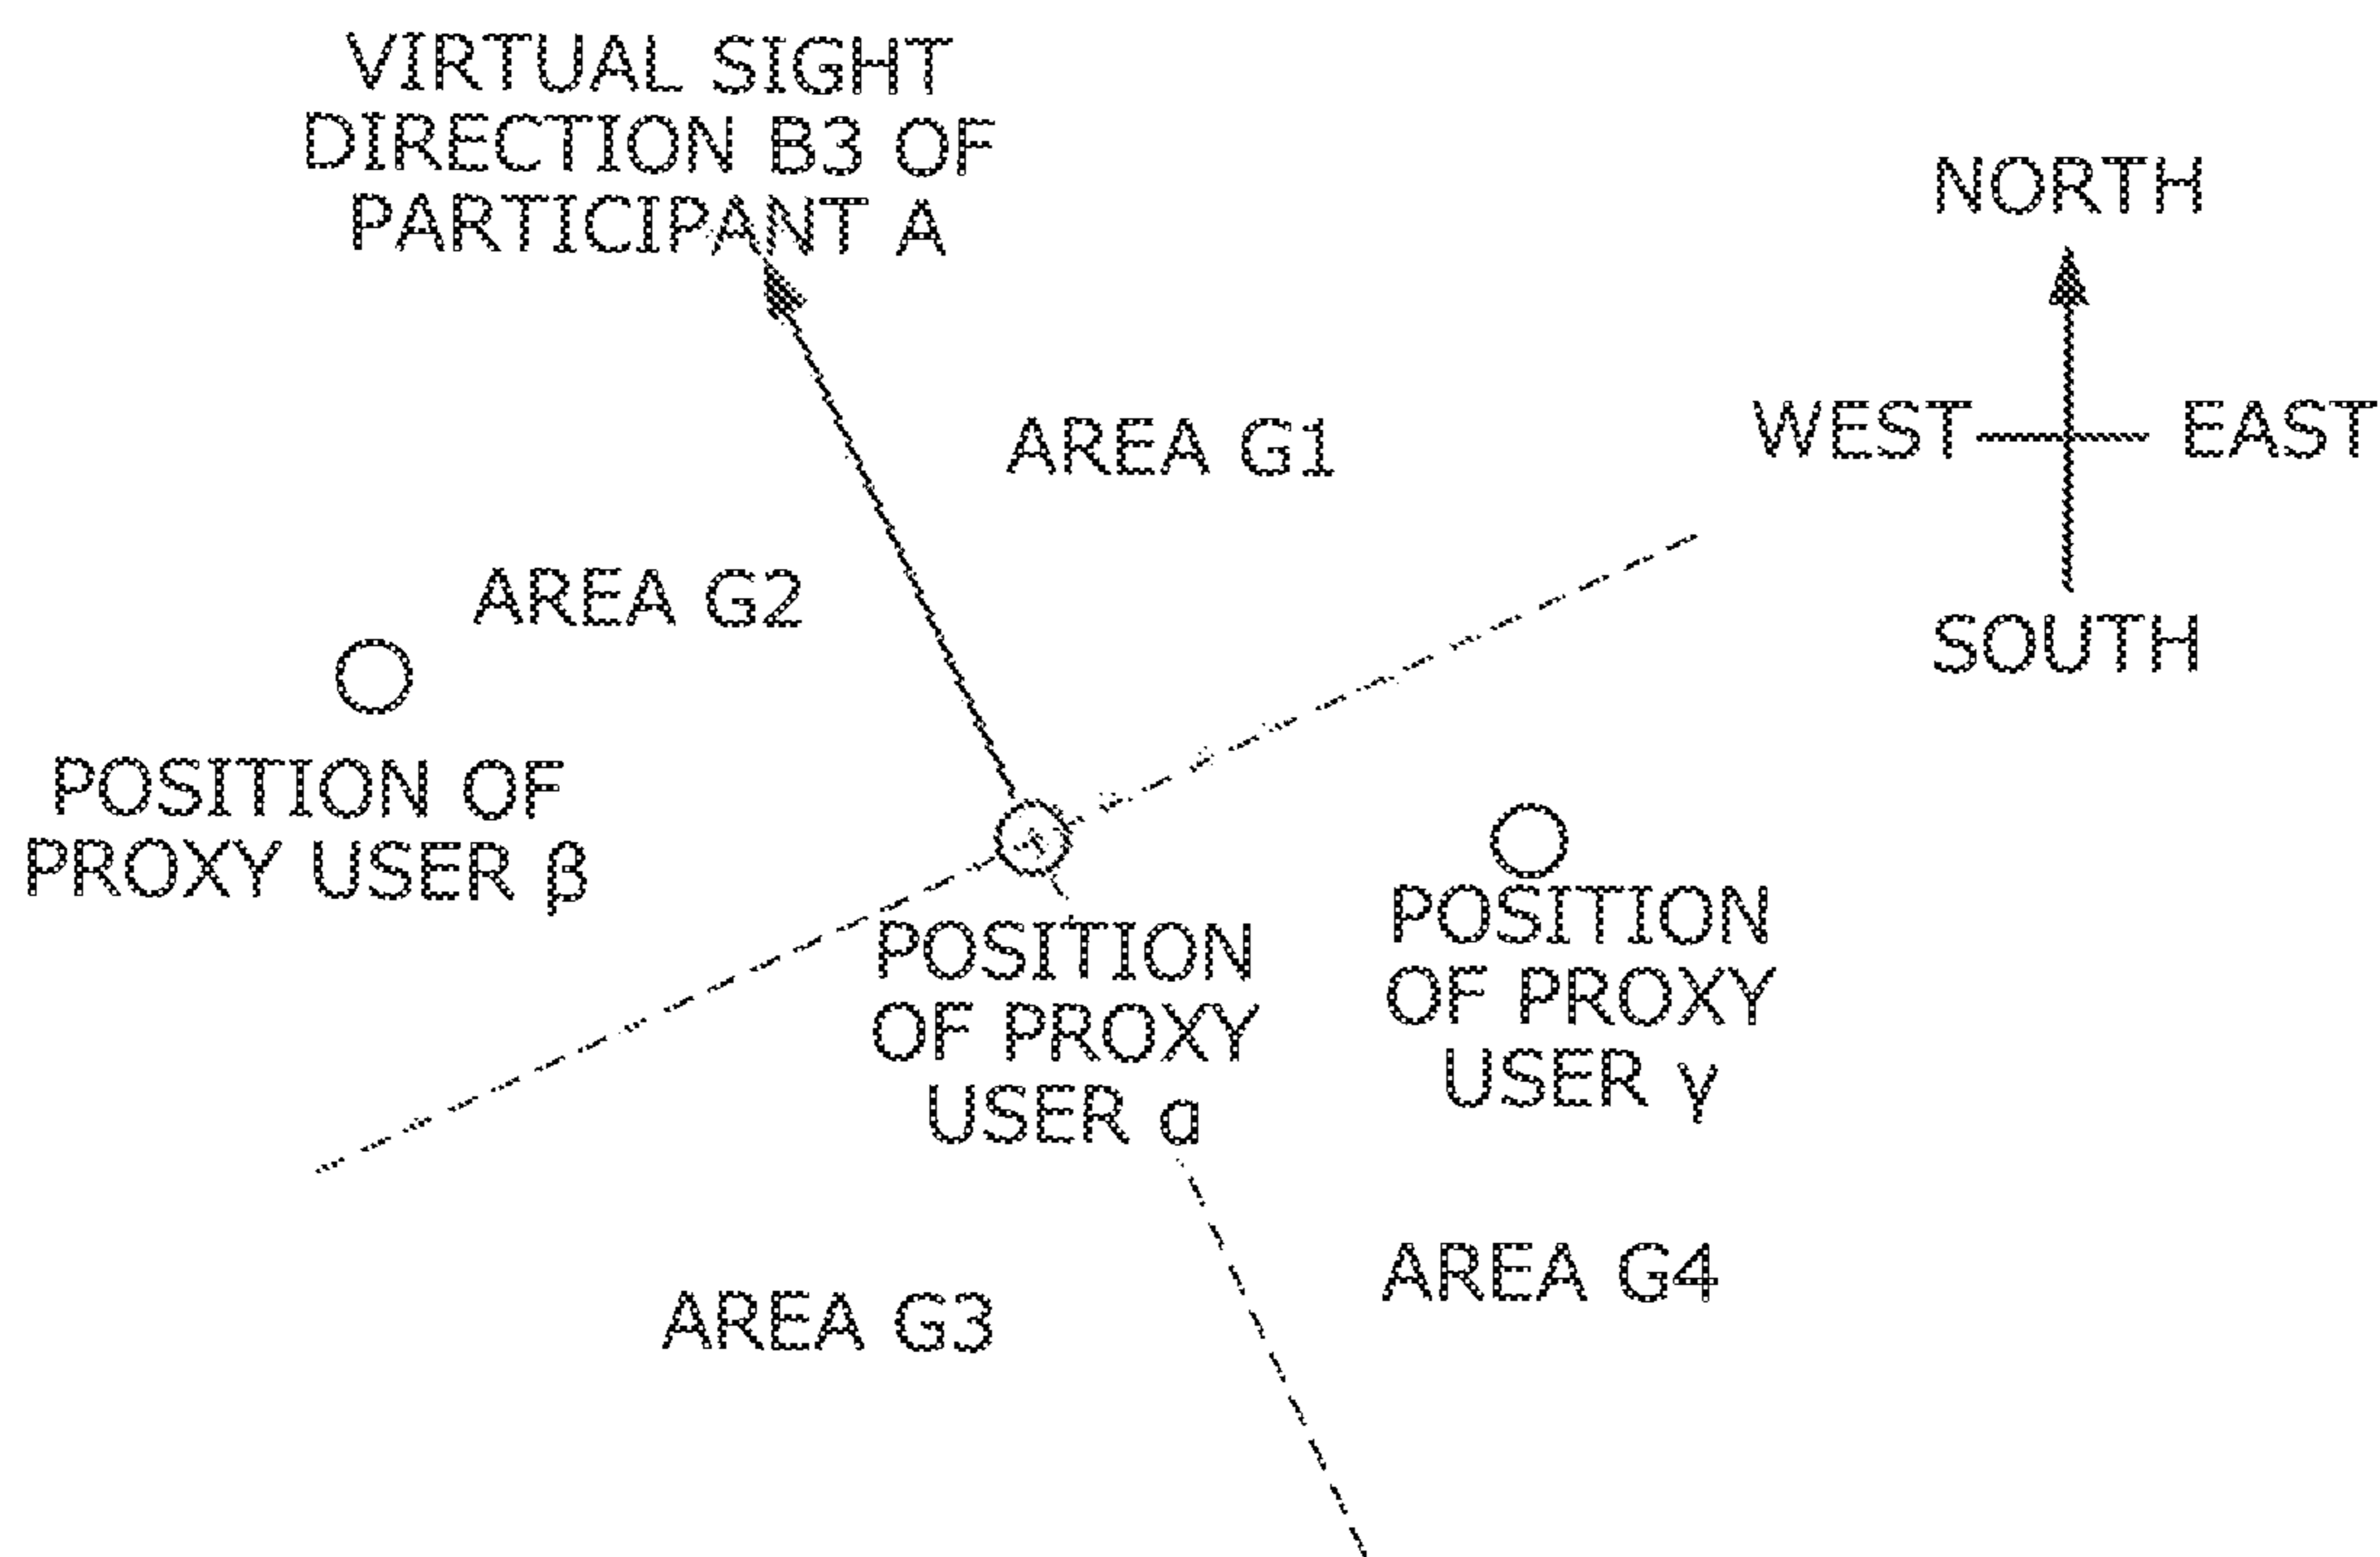 VIRTUAL SIGHT
DIRECTION B3 OF
PARTICIPANT A
NORTH
WEST
EAST
SOUTH
AREA G1
AREA G2
POSITION OF
PROXY USER β
POSITION
OF PROXY
USER α
POSITION
OF PROXY
USER γ
AREA G3
AREA G4